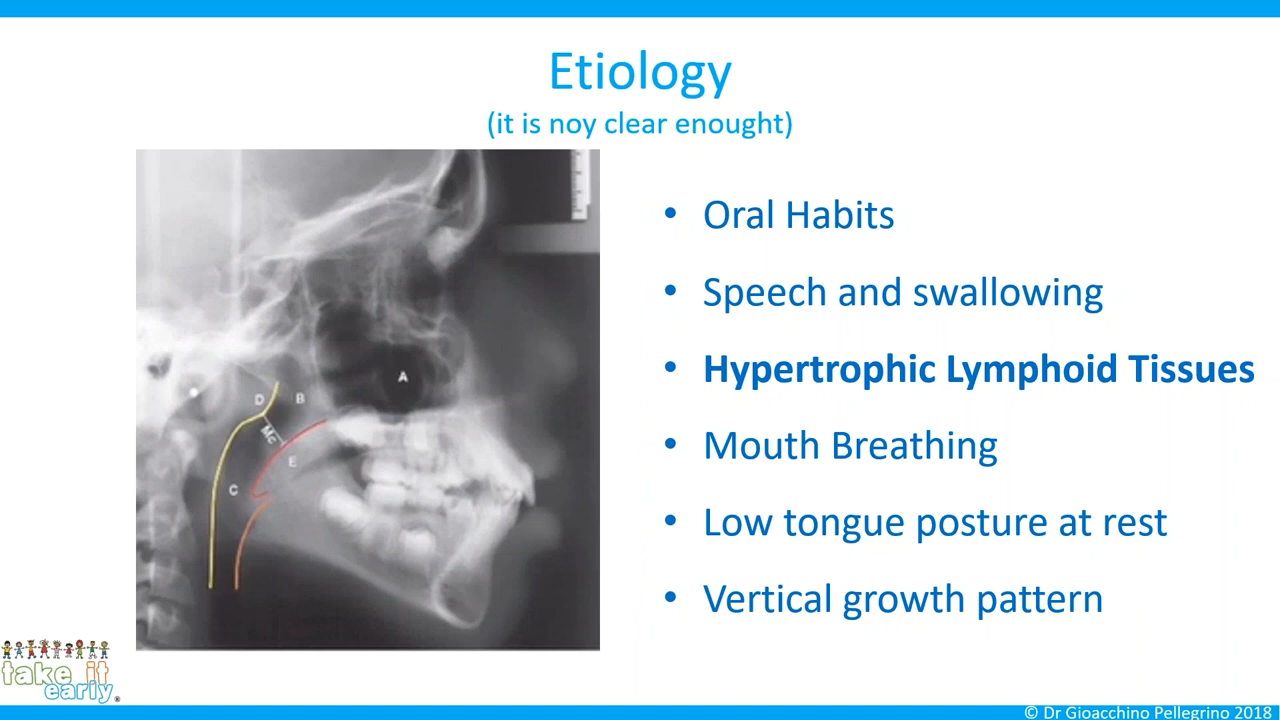 Etiology
(it is noy clear enought)
A
D
B
Mc
E
C
• Oral Habits
• Speech and swallowing
• Hypertrophic Lymphoid Tissues
• Mouth Breathing
• Low tongue posture at rest
• Vertical growth pattern
take it
early®
© Dr Gioacchino Pellegrino 2018